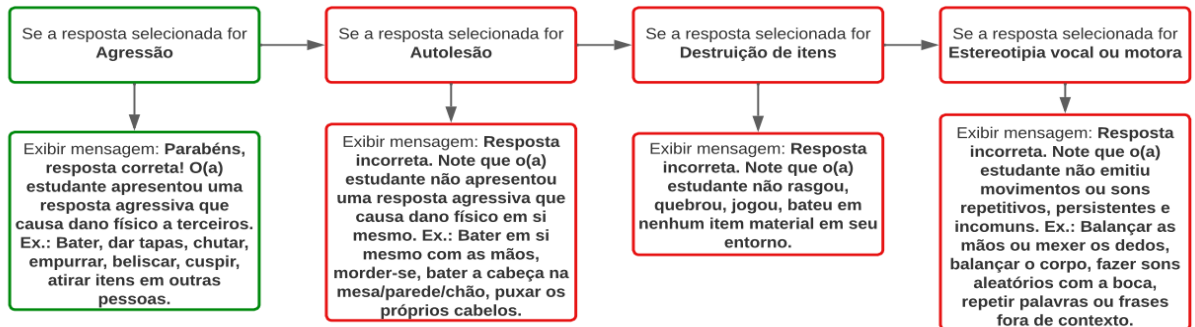 Se a resposta selecionada for
Agressão
Se a resposta selecionada for
Autolesão
Se a resposta selecionada for
Destruição de itens
Se a resposta selecionada for
Estereotipia vocal ou motora
Exibir mensagem: Parabéns,
resposta correta! O(a)
estudante apresentou uma
resposta agressiva que
causa dano físico a terceiros.
Ex.: Bater, dar tapas, chutar,
empurrar, beliscar, cuspir,
atirar itens em outras
pessoas.
Exibir mensagem: Resposta
incorreta. Note que o(a)
estudante não apresentou
uma resposta agressiva que
causa dano físico em si
mesmo. Ex.: Bater em si
mesmo com as mãos,
morder-se, bater a cabeça na
mesa/parede/chão, puxar os
próprios cabelos.
Exibir mensagem: Resposta
incorreta. Note que o(a)
estudante não rasgou,
quebrou, jogou, bateu em
nenhum item material em seu
entorno.
Exibir mensagem: Resposta
incorreta. Note que o(a)
estudante não emitiu
movimentos ou sons
repetitivos, persistentes e
incomuns. Ex.: Balançar as
mãos ou mexer os dedos,
balançar o corpo, fazer sons
aleatórios com a boca,
repetir palavras ou frases
fora de contexto.